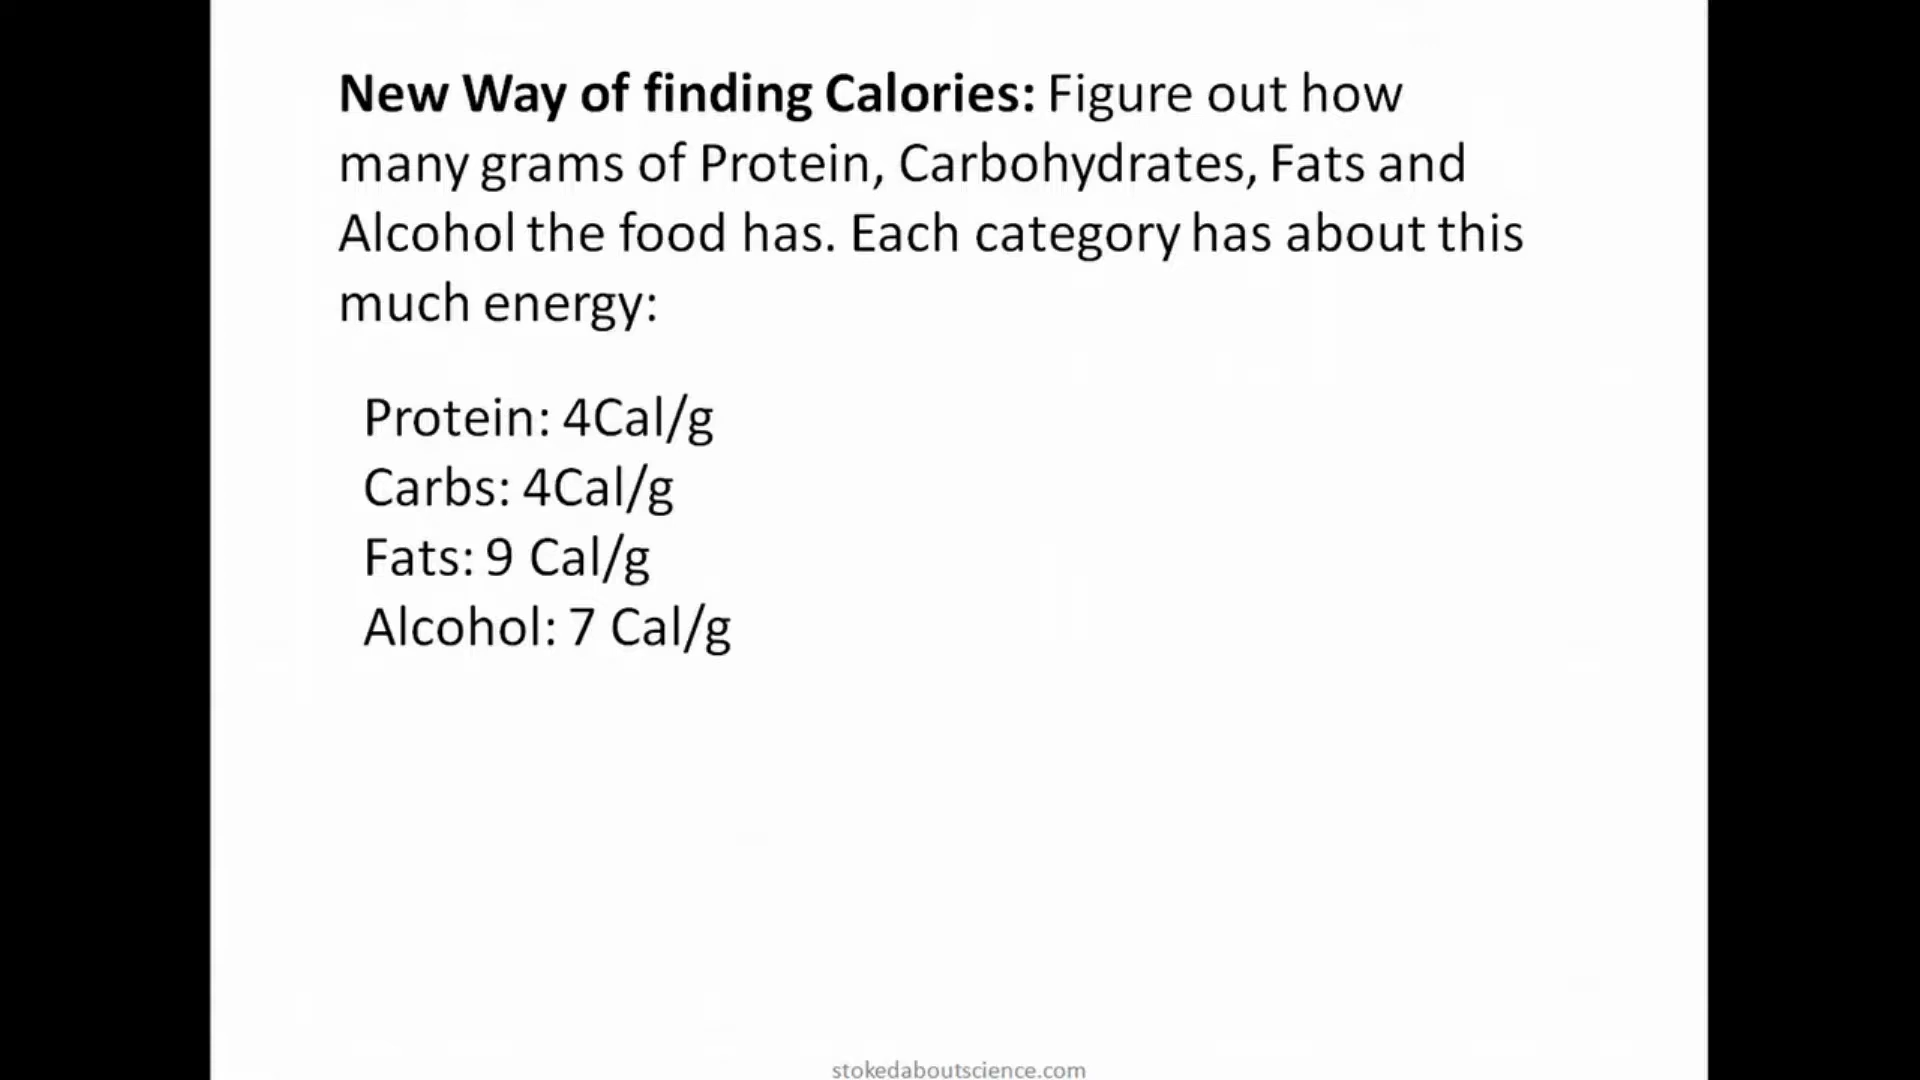 New Way of finding Calories: Figure out how
many grams of Protein, Carbohydrates, Fats and
Alcohol the food has. Each category has about this
much energy:
Protein: 4Cal/g
Carbs: 4Cal/g
Fats: 9 Cal/g
Alcohol: 7 Cal/g
stokedaboutscience.com